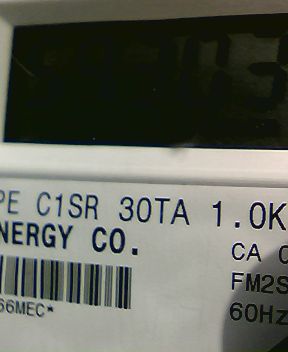 PE C1SR 30TA 1.0K
NERGY CO.
CA
FM2S
60Hz
66MEC*